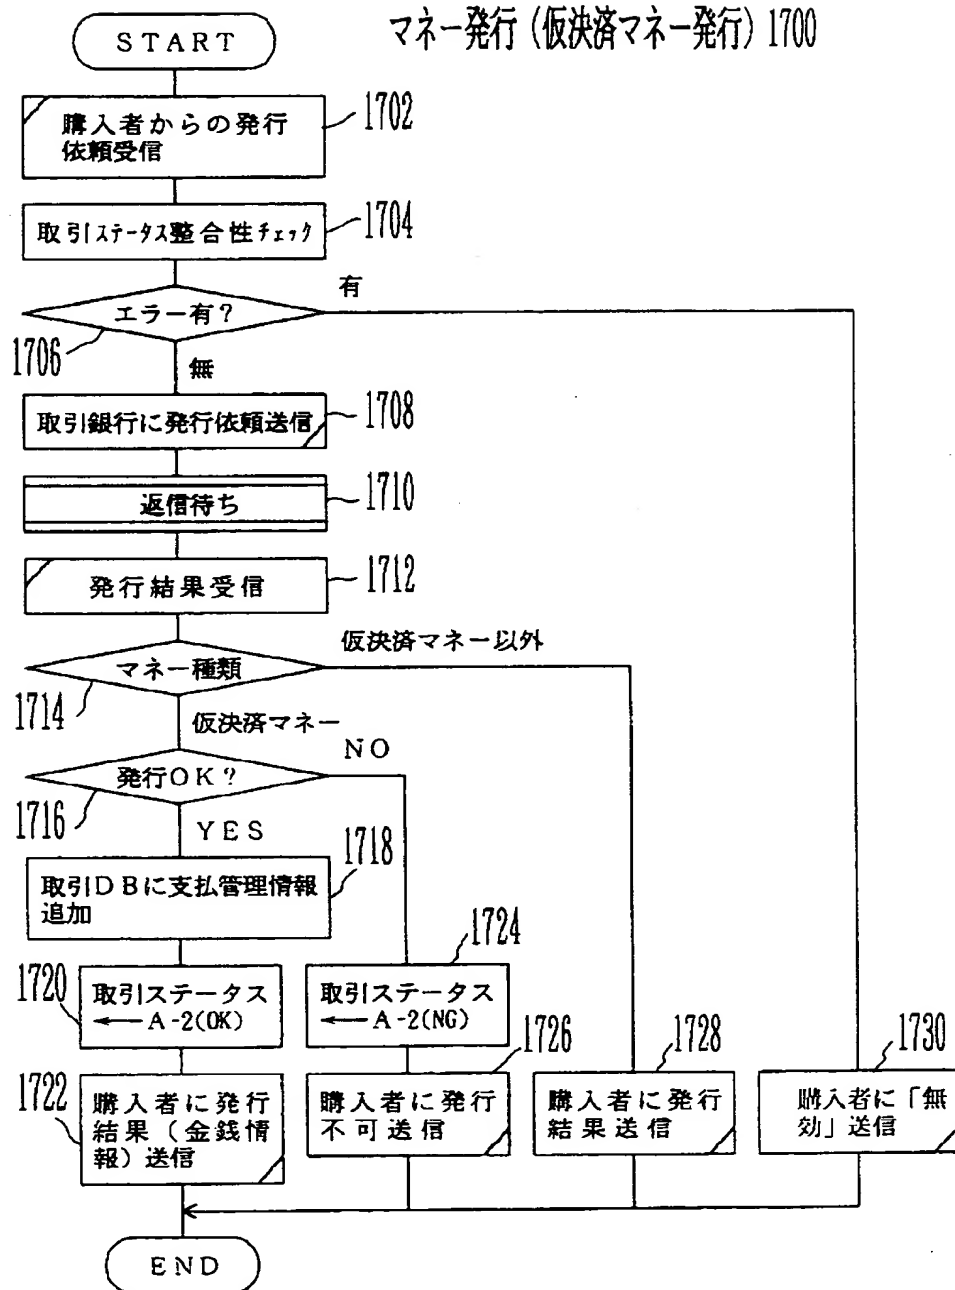 マネー発行（仮決済マネー発行）1700
START
購入者からの発行
依頼受信
1702
取引ステータス整合性チェック
1704
エラー有？
有
1706
無
取引銀行に発行依頼送信
1708
返信待ち
1710
発行結果受信
1712
マネー種類
仮決済マネー以外
1714
仮決済マネー
発行OK？
NO
1716
YES
1718
取引DBに支払管理情報
追加
1724
1720
取引ステータス
←A-2(OK)
取引ステータス
←A-2(NG)
1726
1728
1730
1722
購入者に発行
結果（金銭情
報）送信
購入者に発行
不可送信
購入者に発行
結果送信
購入者に「無
効」送信
END